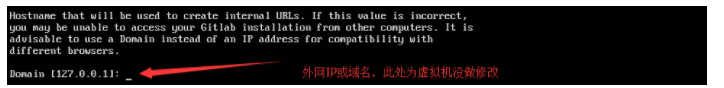 Hostname that will be used to create internal URLs. If this value is incorrect,
you may be unable to access your Gitlab installation from other computers. It is
advisable to use a Domain instead of an IP address for compatibility with
different browsers.
Domain [127.0.0.1]: _
外网IP或域名，此处为虚拟机没做修改